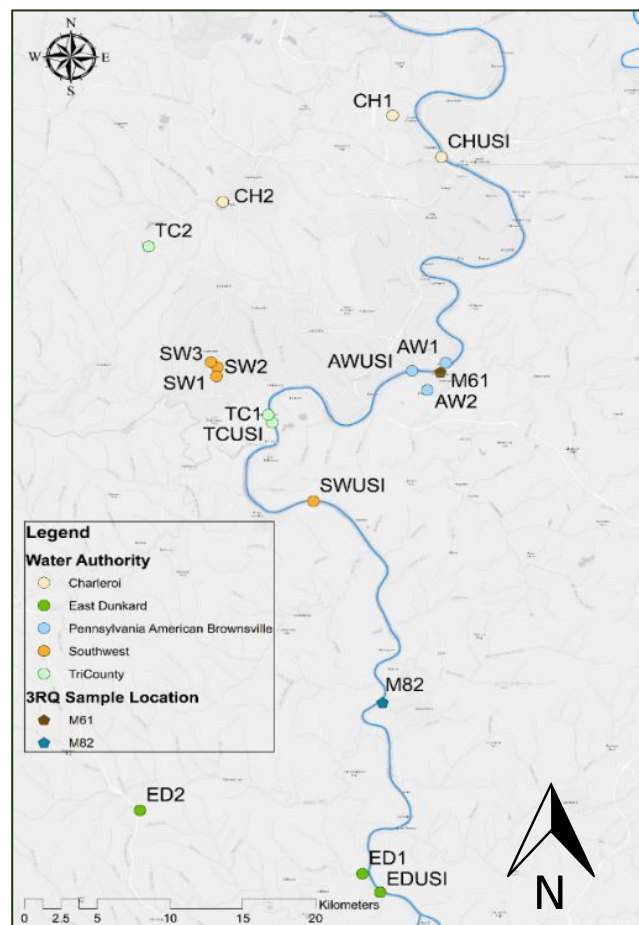 N
W E
S
CH1
CHUSI
CH2
TC2
SW3
SW2
SW1
AW1
AWUSI
M61
AW2
TC1
TCUSI
SWUSI
Legend
Water Authority
Charleroi
East Dunkard
Pennsylvania American Brownsville
Southwest
TriCounty
3RQ Sample Location
M61
M82
M82
ED2
ED1
EDUSI
Kilometers
0 2.5 5 10 15 20
N